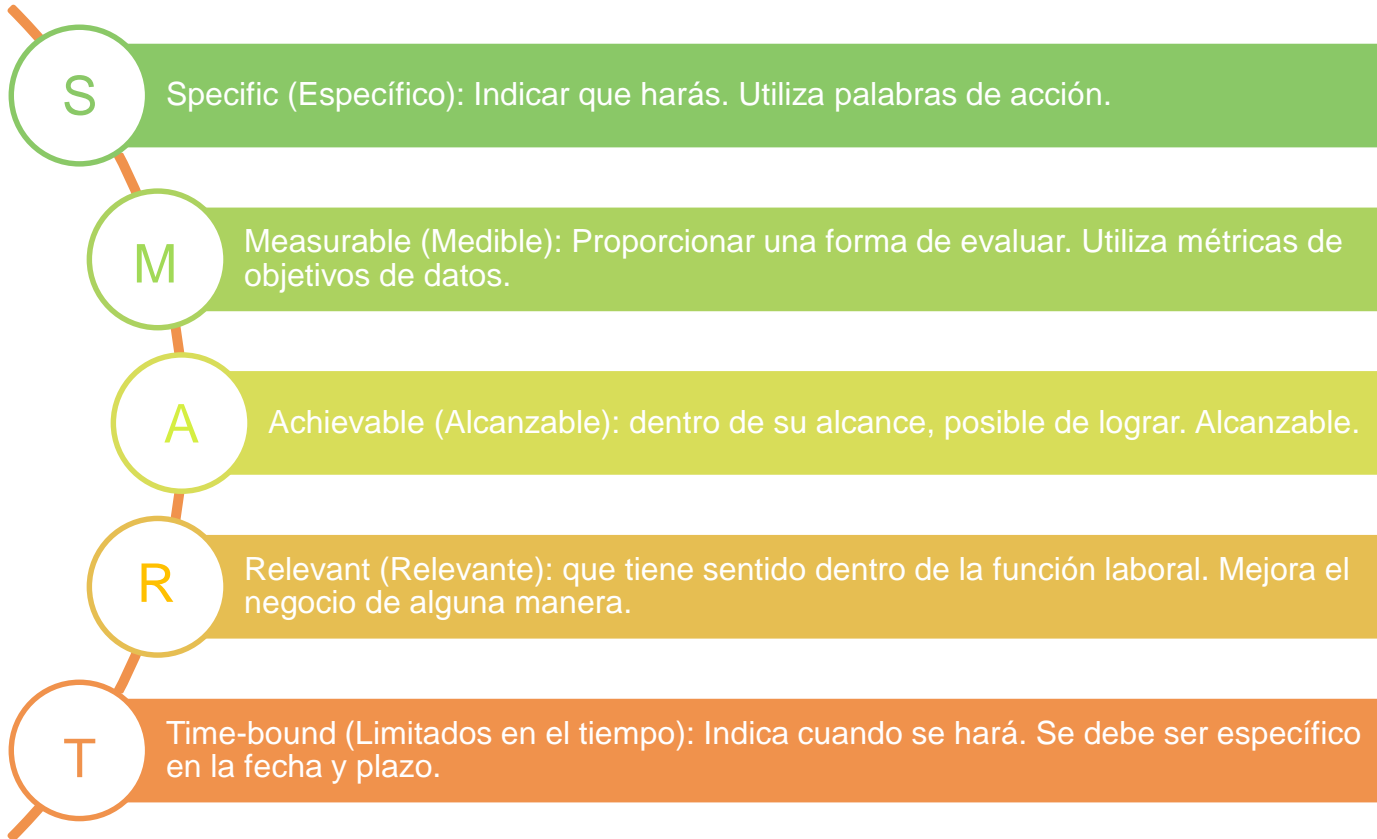 S
Specific (Específico): Indicar que harás. Utiliza palabras de acción.
M
Measurable (Medible): Proporcionar una forma de evaluar. Utiliza métricas de
objetivos de datos.
A
Achievable (Alcanzable): dentro de su alcance, posible de lograr. Alcanzable.
R
Relevant (Relevante): que tiene sentido dentro de la función laboral. Mejora el
negocio de alguna manera.
T
Time-bound (Limitados en el tiempo): Indica cuando se hará. Se debe ser específico
en la fecha y plazo.